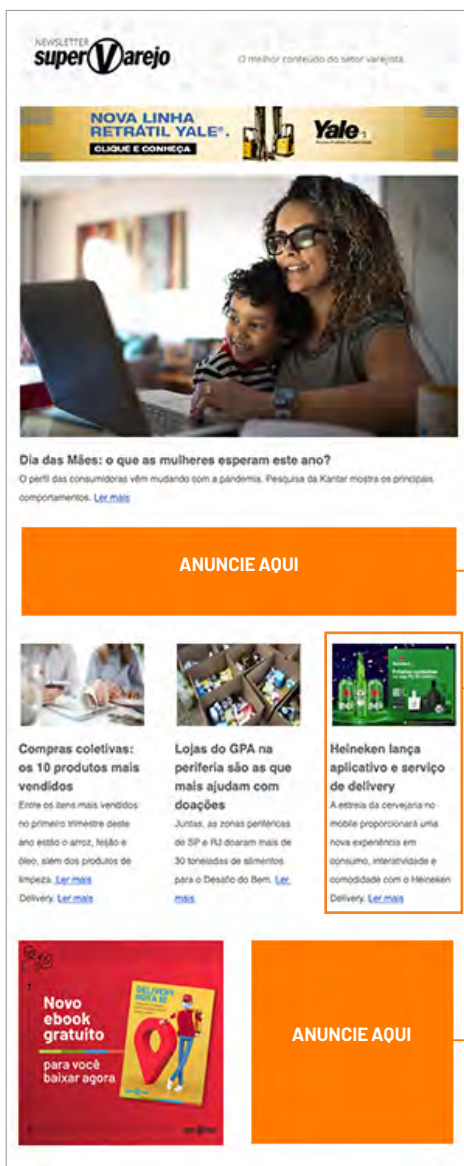 NEWSLETTER
superVarejo
O melhor conteúdo do setor varejista.
NOVA LINHA
RETRÁTIL YALE®.
CLIQUE E CONHEÇA
Yale
Dia das Mães: o que as mulheres esperam este ano?
O perfil das consumidoras vêm mudando com a pandemia. Pesquisa da Kantar mostra os principais
comportamentos. Ler mais
ANUNCIE AQUI
Compras coletivas:
os 10 produtos mais
vendidos
Entre os itens mais vendidos
no primeiro trimestre deste
ano estão o arroz, feijão e
óleo, além dos produtos de
limpeza. Ler mais
Delivery. Ler mais
Lojas do GPA na
periferia são as que
mais ajudam com
doações
Juntas, as zonas periféricas
de SP e RJ doaram mais de
30 toneladas de alimentos
para o Desafio do Bem. Ler
mais
Heineken lança
aplicativo e serviço
de delivery
A estreia da cervejaria no
mobile proporcionará uma
nova experiência em
consumo, interatividade e
comodidade com o Heineken
Delivery. Ler mais
Novo
ebook
gratuito
para você
baixar agora
DELIVERY
NOTA 10
ANUNCIE AQUI